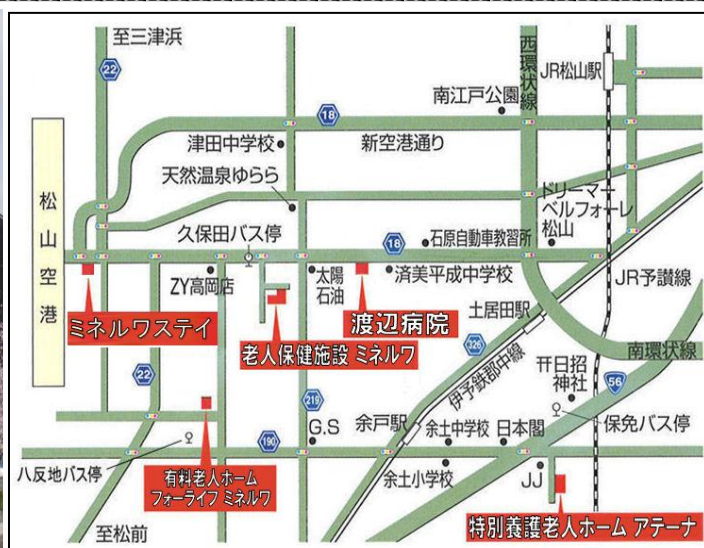 至三津浜
22
西環状線
JR松山駅
南江戸公園
18
新空港通り
津田中学校
天然温泉ゆらら
ドリーマー
ベルフォーレ
松山
松山空港
久保田バス停
18
石原自動車教習所
ZY高岡店
太陽
石油
済美平成中学校
JR予讃線
ミネルワステイ
老人保健施設 ミネルワ
渡辺病院
土居田駅
326
伊予鉄郡中線
南環状線
22
219
日招
神社
56
余戸駅
保免バス停
G.S
余土中学校
日本閣
190
八反地バス停
有料老人ホーム
フォーライフ ミネルワ
余土小学校
JJ
至松前
特別養護老人ホーム アテーナ